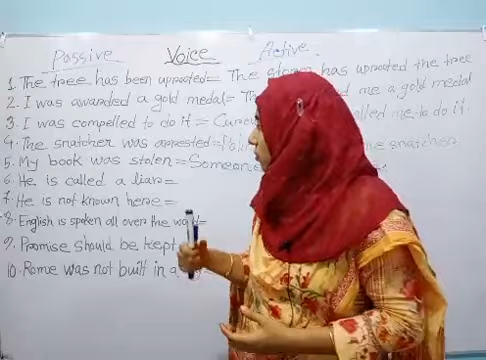 Passive Voice Active
1. The tree has been uprooted = The storm has uprooted the tree
2. I was awarded a gold medal = Th d me a gold medal
3. I was compelled to do it = lled me to do it.
4. The snatcher was arrested = snatcher
5. My book was stolen = Someone
6. He is called a liar =
7. He is not known here =
8. English is spoken all over the world =
9. Promise should be kept
10. Rome was not built in a